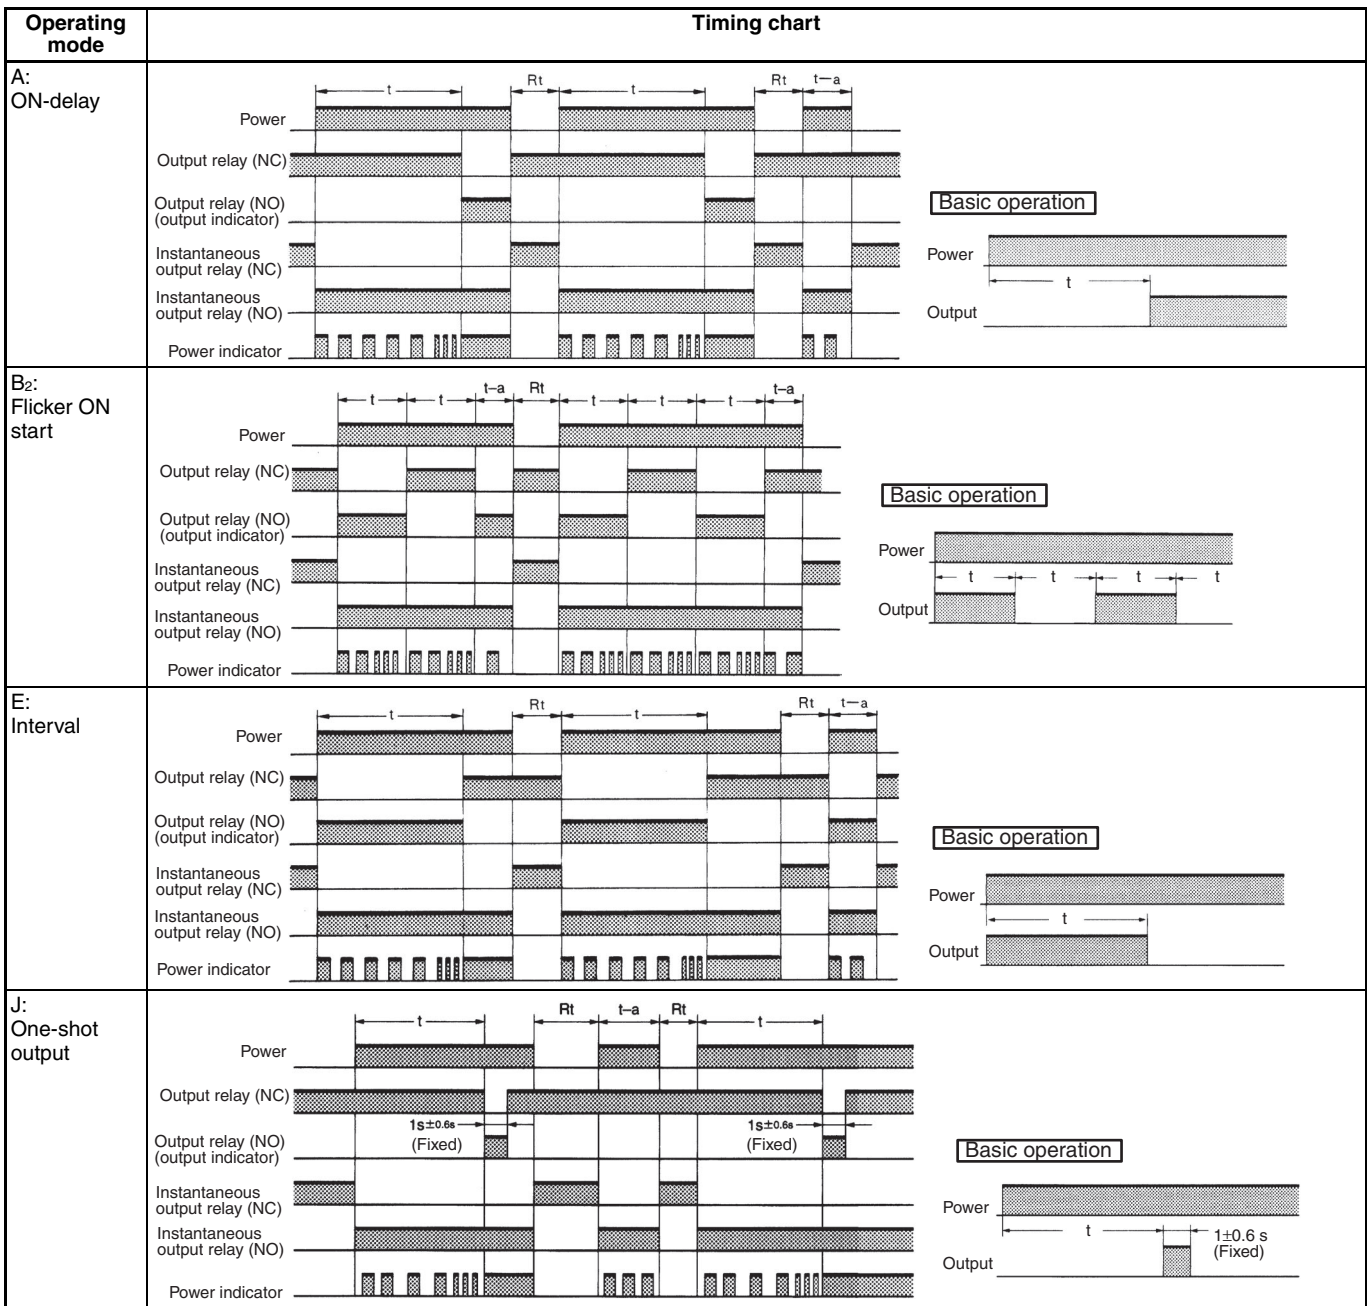 Operating mode
Timing chart
A:
ON-delay
t
Rt
t
Rt
t–a
Power
Output relay (NC)
Output relay (NO)
(output indicator)
Instantaneous
output relay (NC)
Instantaneous
output relay (NO)
Power indicator
Basic operation
Power
t
Output
B2:
Flicker ON
start
t
t
t–a
Rt
t
t
t
t–a
Power
Output relay (NC)
Output relay (NO)
(output indicator)
Instantaneous
output relay (NC)
Instantaneous
output relay (NO)
Power indicator
Basic operation
Power
t
t
t
t
Output
E:
Interval
t
Rt
t
Rt
t–a
Power
Output relay (NC)
Output relay (NO)
(output indicator)
Instantaneous
output relay (NC)
Instantaneous
output relay (NO)
Power indicator
Basic operation
Power
t
Output
J:
One-shot
output
t
Rt
t–a
Rt
t
Power
Output relay (NC)
1s±0.6s
(Fixed)
1s±0.6s
(Fixed)
Output relay (NO)
(output indicator)
Instantaneous
output relay (NC)
Instantaneous
output relay (NO)
Power indicator
Basic operation
Power
t
1±0.6 s
(Fixed)
Output